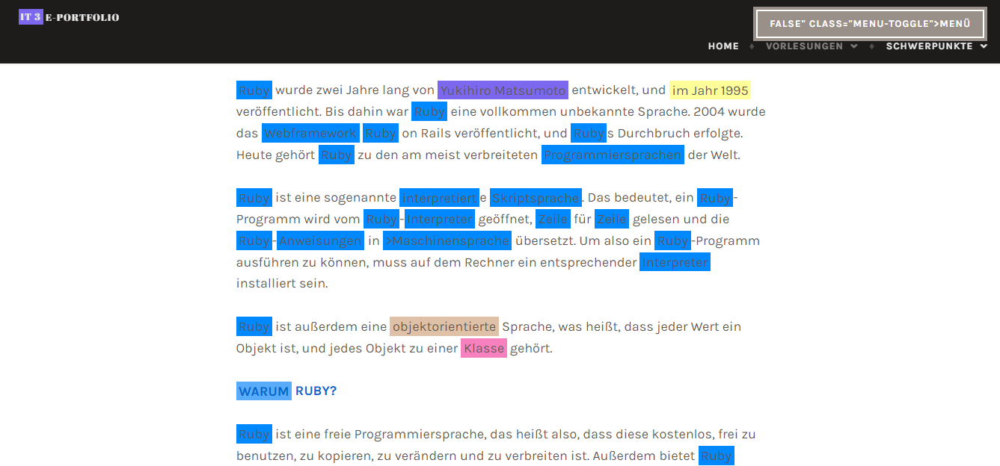 IT 3 E-PORTFOLIO
FALSE" CLASS="MENU-TOGGLE">MENÜ
HOME ♦ VORLESUNGEN ♦ SCHWERPUNKTE
Ruby wurde zwei Jahre lang von Yukihiro Matsumoto entwickelt, und im Jahr 1995
veröffentlicht. Bis dahin war Ruby eine vollkommen unbekannte Sprache. 2004 wurde
das Webframework Ruby on Rails veröffentlicht, und Rubys Durchbruch erfolgte.
Heute gehört Ruby zu den am meist verbreiteten Programmiersprachen der Welt.
Ruby ist eine sogenannte interpretierte Skriptsprache. Das bedeutet, ein Ruby-
Programm wird vom Ruby-Interpreter geöffnet, Zeile für Zeile gelesen und die
Ruby-Anweisungen in >Maschinensprache übersetzt. Um also ein Ruby-Programm
ausführen zu können, muss auf dem Rechner ein entsprechender Interpreter
installiert sein.
Ruby ist außerdem eine objektorientierte Sprache, was heißt, dass jeder Wert ein
Objekt ist, und jedes Objekt zu einer Klasse gehört.
WARUM RUBY?
Ruby ist eine freie Programmiersprache, das heißt also, dass diese kostenlos, frei zu
benutzen, zu kopieren, zu verändern und zu verbreiten ist. Außerdem bietet Ruby